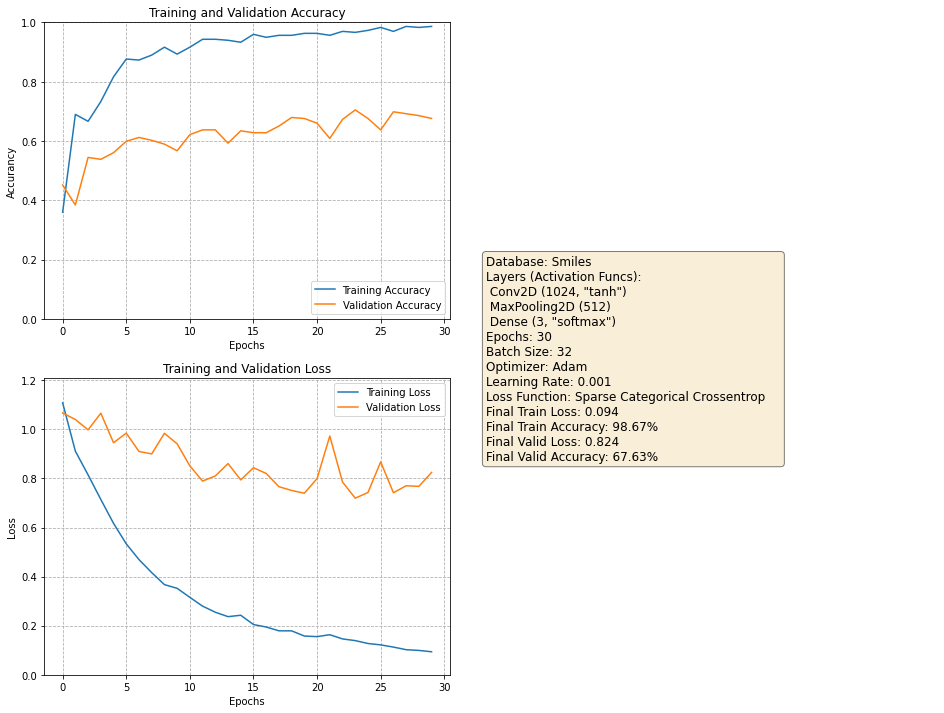 Training and Validation Accuracy
1.0
0.8
0.6
0.4
0.2
0.0
Accurancy
Training Accuracy
Validation Accuracy
0 5 10 15 20 25 30
Epochs
Training and Validation Loss
1.2
1.0
0.8
0.6
0.4
0.2
0.0
Loss
Training Loss
Validation Loss
0 5 10 15 20 25 30
Epochs
Database: Smiles
Layers (Activation Funcs):
Conv2D (1024, "tanh")
MaxPooling2D (512)
Dense (3, "softmax")
Epochs: 30
Batch Size: 32
Optimizer: Adam
Learning Rate: 0.001
Loss Function: Sparse Categorical Crossentrop
Final Train Loss: 0.094
Final Train Accuracy: 98.67%
Final Valid Loss: 0.824
Final Valid Accuracy: 67.63%